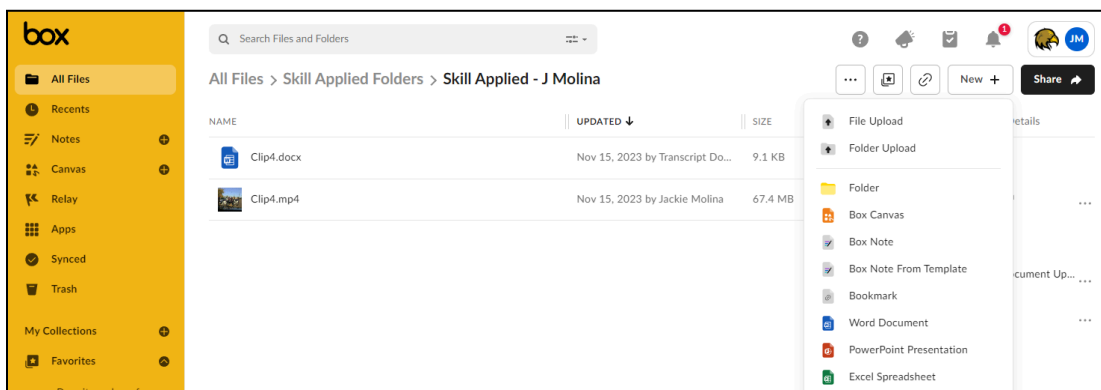 box
Search Files and Folders
1
JM
All Files
Recents
Notes
Canvas
Relay
Apps
Synced
Trash
My Collections
Favorites
All Files > Skill Applied Folders > Skill Applied - J Molina
New +
Share
NAME UPDATED SIZE
Clip4.docx Nov 15, 2023 by Transcript Do... 9.1 KB
Clip4.mp4 Nov 15, 2023 by Jackie Molina 67.4 MB
File Upload
Folder Upload
Folder
Box Canvas
Box Note
Box Note From Template
Bookmark
Word Document
PowerPoint Presentation
Excel Spreadsheet
etails
cument Up...